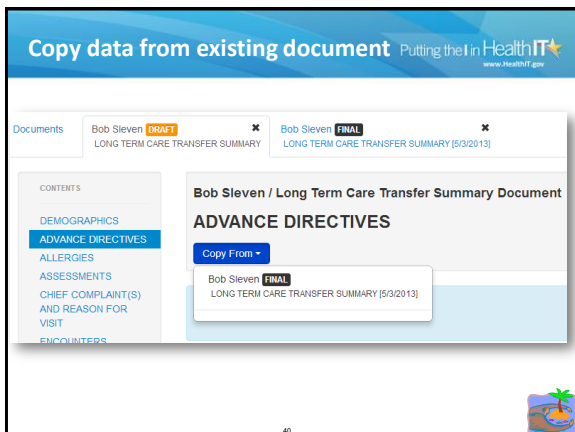 Copy data from existing document Putting the I in HealthIT
www.HealthIT.gov
Documents
Bob Sleven DRAFT ✖
LONG TERM CARE TRANSFER SUMMARY
Bob Sleven FINAL ✖
LONG TERM CARE TRANSFER SUMMARY [5/3/2013]
CONTENTS
DEMOGRAPHICS
ADVANCE DIRECTIVES
ALLERGIES
ASSESSMENTS
CHIEF COMPLAINT(S)
AND REASON FOR
VISIT
ENCOUNTERS
Bob Sleven / Long Term Care Transfer Summary Document
ADVANCE DIRECTIVES
Copy From
Bob Sleven FINAL
LONG TERM CARE TRANSFER SUMMARY [5/3/2013]
40